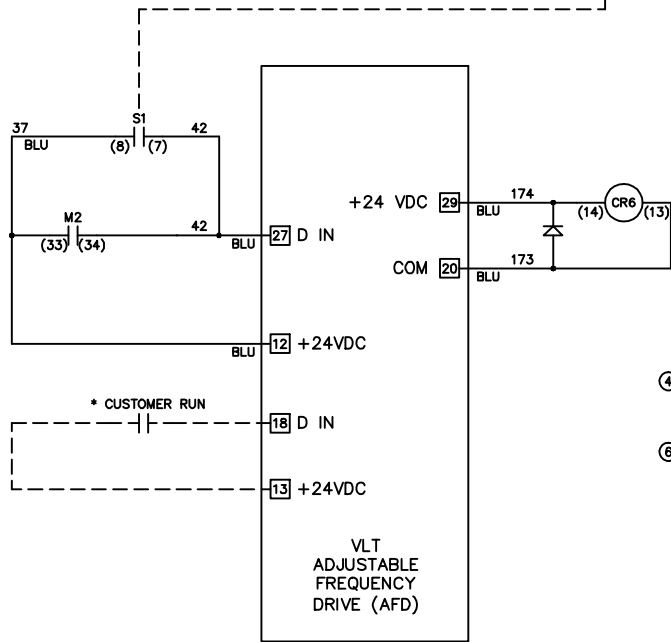 S1
37
42
BLU
(8)
(7)
M2
42
(33)
(34)
BLU
27
D IN
12
+24VDC
BLU
* CUSTOMER RUN
18
D IN
13
+24VDC
+24 VDC
29
174
BLU
(14)
CR6
(13)
COM
20
173
BLU
4
6
VLT
ADJUSTABLE
FREQUENCY
DRIVE (AFD)